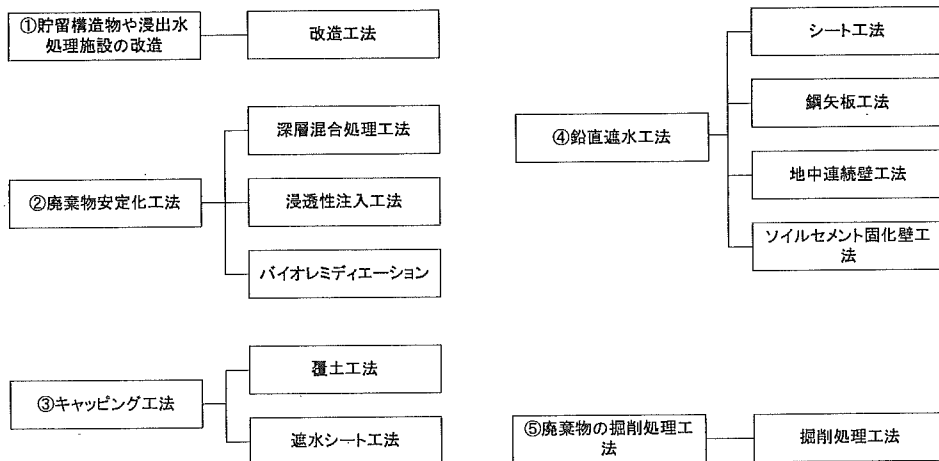 ①貯留構造物や浸出水
処理施設の改造
改造工法
②廃棄物安定化工法
深層混合処理工法
浸透性注入工法
バイオレミディエーション
③キャッピング工法
覆土工法
遮水シート工法
④鉛直遮水工法
シート工法
鋼矢板工法
地中連続壁工法
ソイルセメント固化壁工
法
⑤廃棄物の掘削処理工
法
掘削処理工法